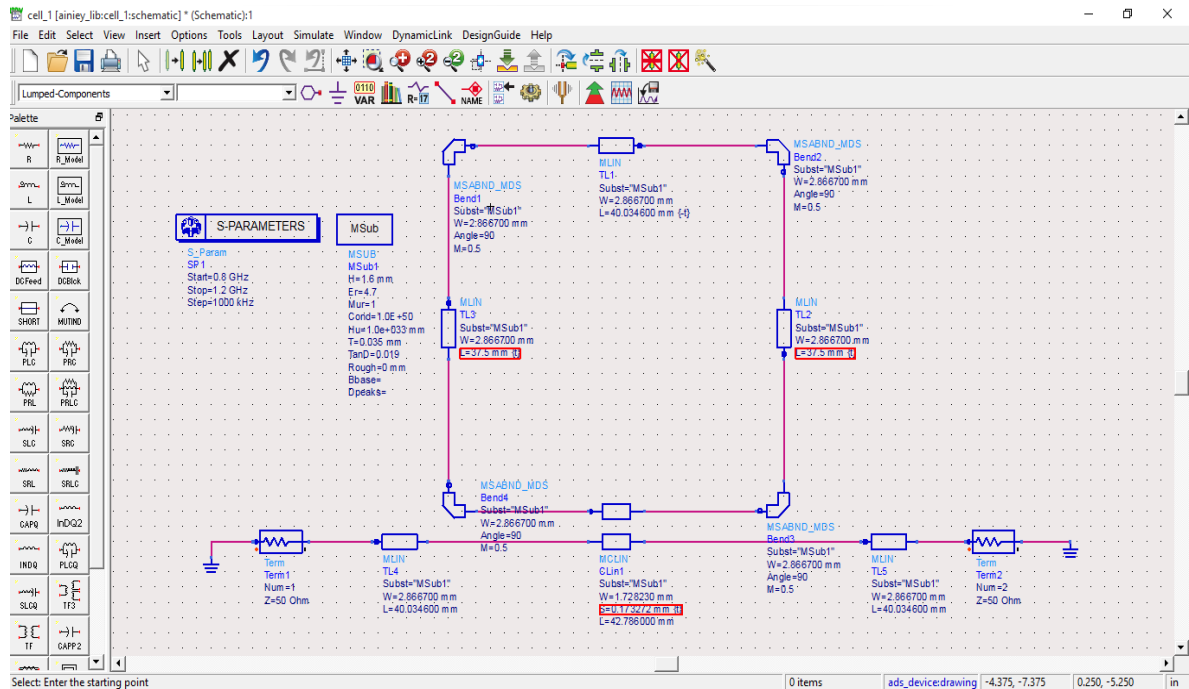 cell_1 [ainiey_lib:cell_1:schematic] * (Schematic):1
File Edit Select View Insert Options Tools Layout Simulate Window DynamicLink DesignGuide Help
0110
VAR
R=17
NAME
Lumped-Components
Palette
R
R_Model
L
L_Model
C
C_Model
DCFeed
DCBlck
SHORT
MUTIND
PLC
PRC
PRL
PRLC
SLC
SRC
SRL
SRLC
CAPQ
InDQ2
INDQ
PLCQ
SLCQ
TF3
TF
CAPP2
S-PARAMETERS
S_Param
SP1
Start=0.8 GHz
Stop=1.2 GHz
Step=1000 kHz
MSub
MSUB
MSub1
H=1.6 mm
Er=4.7
Mur=1
Cond=1.0E+50
Hu=1.0e+033 mm
T=0.035 mm
TanD=0.019
Rough=0 mm
Bbase=
Dpeaks=
MSABND_MDS
Bend1
Subst="MSub1"
W=2.866700 mm
Angle=90
M=0.5
MLIN
TL1
Subst="MSub1"
W=2.866700 mm
L=40.034600 mm {-t}
MSABND_MDS
Bend2
Subst="MSub1"
W=2.866700 mm
Angle=90
M=0.5
MLIN
TL3
Subst="MSub1"
W=2.866700 mm
L=37.5 mm {t}
MLIN
TL2
Subst="MSub1"
W=2.866700 mm
L=37.5 mm {t}
MSABND_MDS
Bend4
Subst="MSub1"
W=2.866700 mm
Angle=90
M=0.5
MSABND_MDS
Bend3
Subst="MSub1"
W=2.866700 mm
Angle=90
M=0.5
Term
Term1
Num=1
Z=50 Ohm
MLIN
TL4
Subst="MSub1"
W=2.866700 mm
L=40.034600 mm
MCLIN
CLin1
Subst="MSub1"
W=1.728230 mm
S=0.173272 mm {t}
L=42.786000 mm
MLIN
TL5
Subst="MSub1"
W=2.866700 mm
L=40.034600 mm
Term
Term2
Num=2
Z=50 Ohm
Select: Enter the starting point
0 items
ads_device:drawing
-4.375, -7.375
0.250, -5.250
in